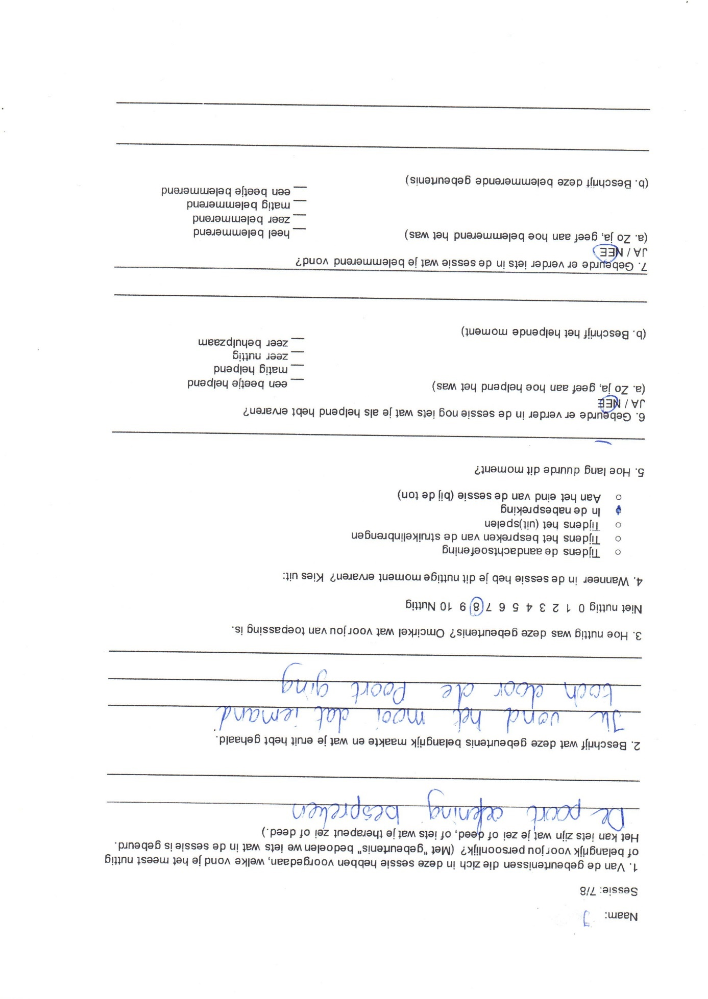 Naam: J
Sessie: 7/8
1. Van de gebeurtenissen die zich in deze sessie hebben voorgedaan, welke vond je het meest nuttig
of belangrijk voor jou persoonlijk? (Met "gebeurtenis" bedoelen we iets wat in de sessie is gebeurd.
Het kan iets zijn wat je zei of deed, of iets wat je therapeut zei of deed.)
De poort oefening bespreken
2. Beschrijf wat deze gebeurtenis belangrijk maakte en wat je eruit hebt gehaald.
Ik vond het mooi dat iemand
toch door de Poort ging
3. Hoe nuttig was deze gebeurtenis? Omcirkel wat voor jou van toepassing is.
Niet nuttig 0 1 2 3 4 5 6 7 8 9 10 Nuttig
4. Wanneer in de sessie heb je dit nuttige moment ervaren? Kies uit:
○ Tijdens de aandachtsoefening
○ Tijdens het bespreken van de struikelinbrengen
○ Tijdens het (uit)spelen
○ In de nabespreking
○ Aan het eind van de sessie (bij de ton)
5. Hoe lang duurde dit moment?
6. Gebeurde er verder in de sessie nog iets wat je als helpend hebt ervaren?
JA / NEE
(a. Zo ja, geef aan hoe helpend het was) __ een beetje helpend
__ matig helpend
__ zeer nuttig
__ zeer behulpzaam
(b. Beschrijf het helpende moment)
7. Gebeurde er verder iets in de sessie wat je belemmerend vond?
JA / NEE
(a. Zo ja, geef aan hoe belemmerend het was) __ heel belemmerend
__ zeer belemmerend
__ matig belemmerend
__ een beetje belemmerend
(b. Beschrijf deze belemmerende gebeurtenis)